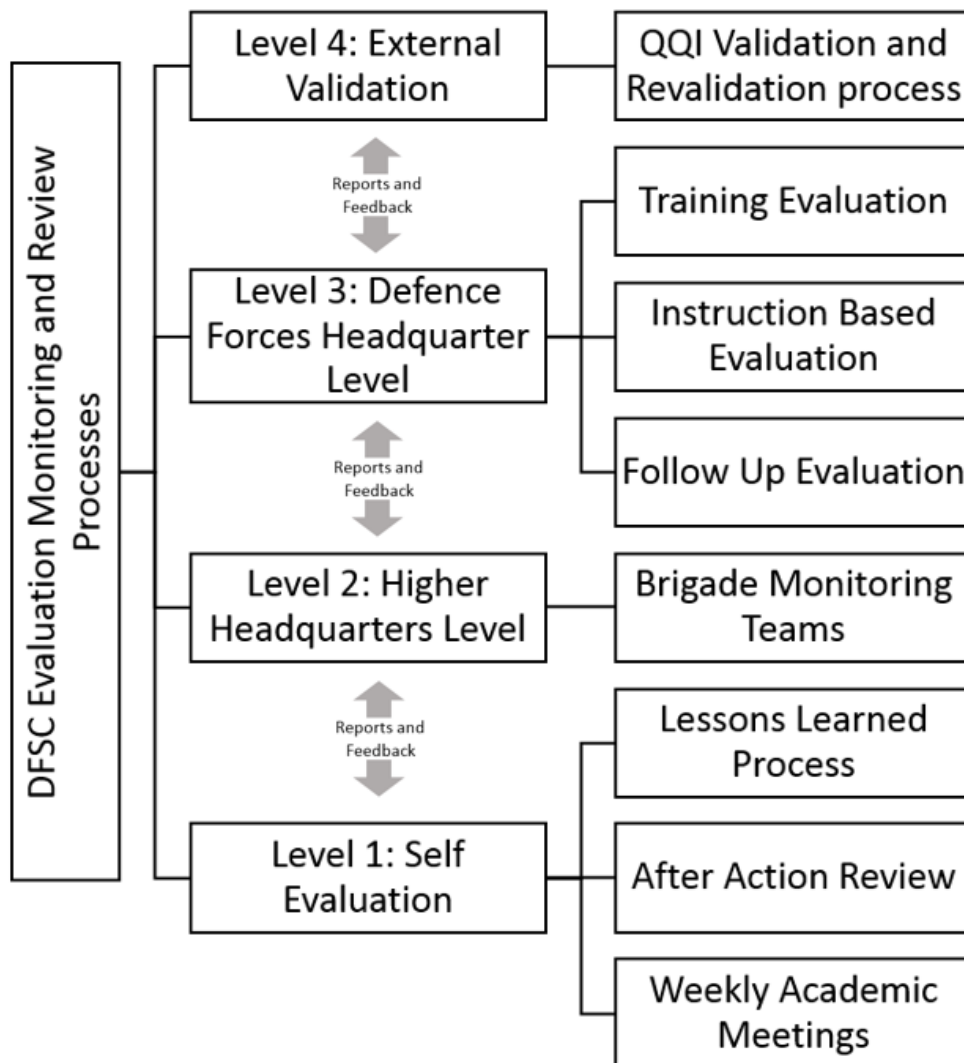 DFSC Evaluation Monitoring and Review
Processes
Level 4: External
Validation
QQI Validation and
Revalidation process
Reports and
Feedback
Level 3: Defence
Forces Headquarter
Level
Training Evaluation
Instruction Based
Evaluation
Follow Up Evaluation
Reports and
Feedback
Level 2: Higher
Headquarters Level
Brigade Monitoring
Teams
Reports and
Feedback
Level 1: Self
Evaluation
Lessons Learned
Process
After Action Review
Weekly Academic
Meetings